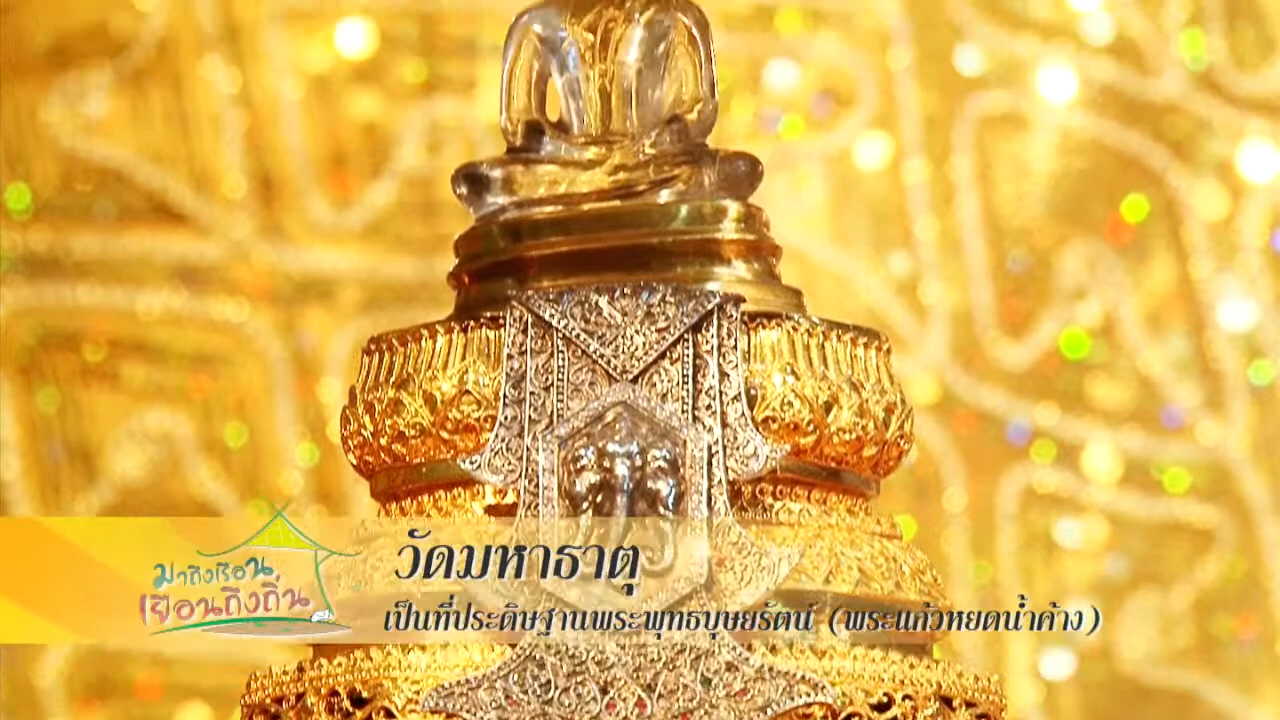 มาถึงเรือน
เยือนถึงถิ่น
วัดมหาธาตุ
เป็นที่ประดิษฐานพระพุทธบุษยรัตน์ (พระแก้วหยดน้ำค้าง)